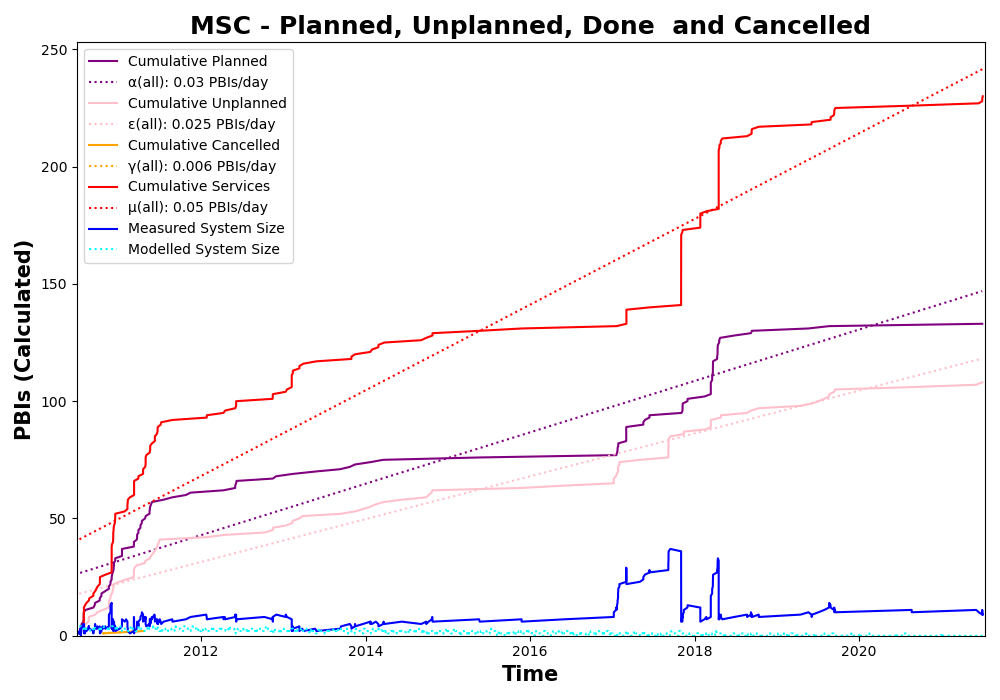 MSC - Planned, Unplanned, Done  and Cancelled
250
200
150
100
50
0
PBIs (Calculated)
Cumulative Planned
α(all): 0.03 PBIs/day
Cumulative Unplanned
ε(all): 0.025 PBIs/day
Cumulative Cancelled
γ(all): 0.006 PBIs/day
Cumulative Services
μ(all): 0.05 PBIs/day
Measured System Size
Modelled System Size
2012
2014
2016
2018
2020
Time